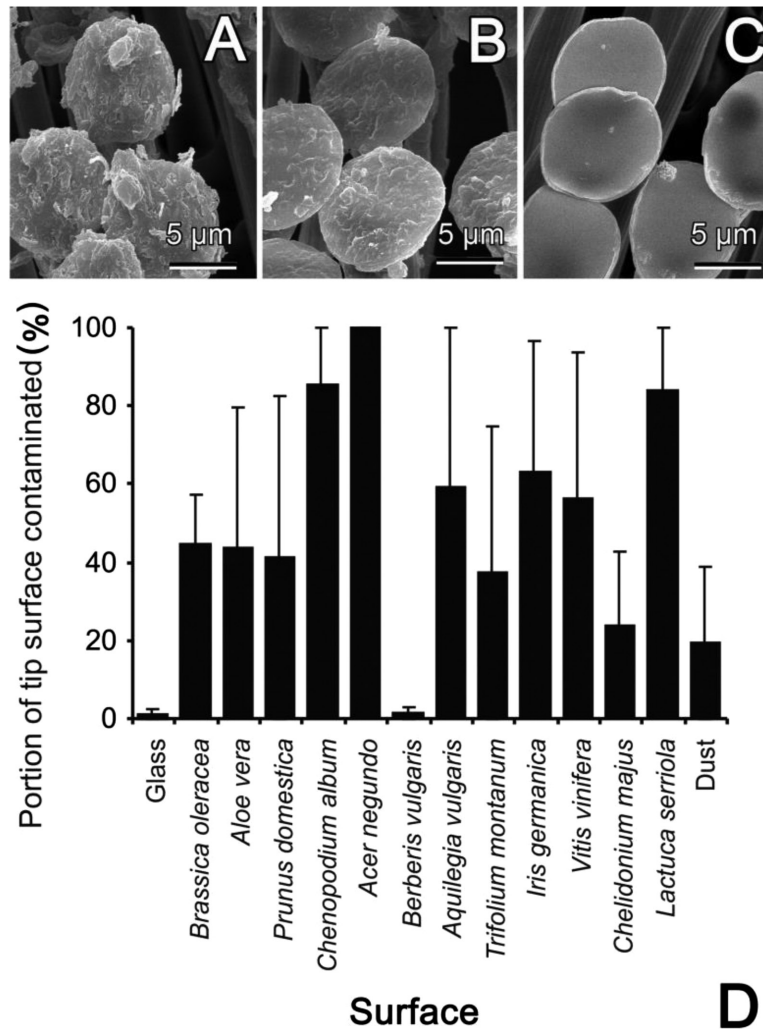 A
B
C
5 µm
5 µm
5 µm
Portion of tip surface contaminated (%)
100
80
60
40
20
0
Glass
Brassica oleracea
Aloe vera
Prunus domestica
Chenopodium album
Acer negundo
Berberis vulgaris
Aquilegia vulgaris
Trifolium montanum
Iris germanica
Vitis vinifera
Chelidonium majus
Lactuca serriola
Dust
Surface
D